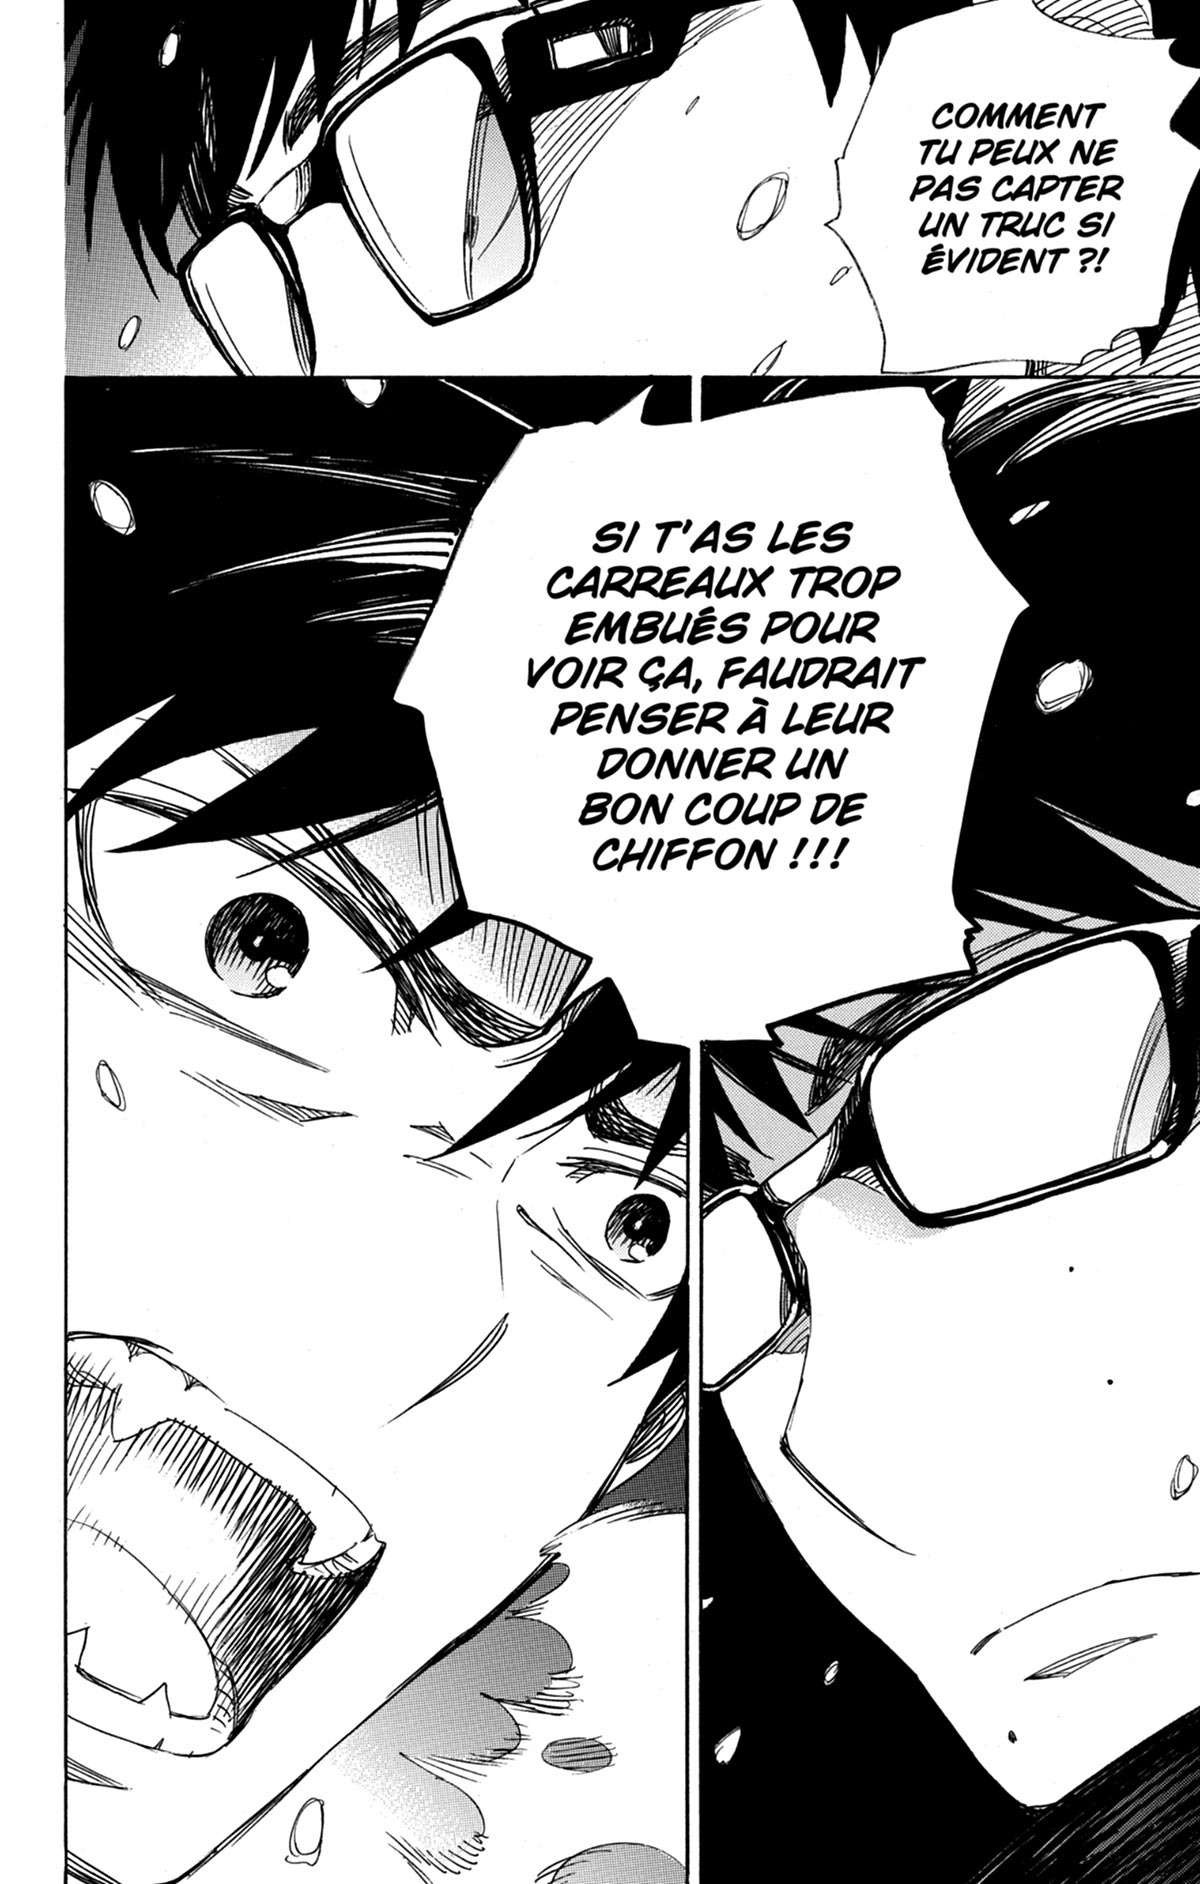 COMMENT
TU PEUX NE
PAS CAPTER
UN TRUC SI
ÉVIDENT ?!
SI T'AS LES
CARREAUX TROP
EMBUÉS POUR
VOIR ÇA, FAUDRAIT
PENSER À LEUR
DONNER UN
BON COUP DE
CHIFFON !!!